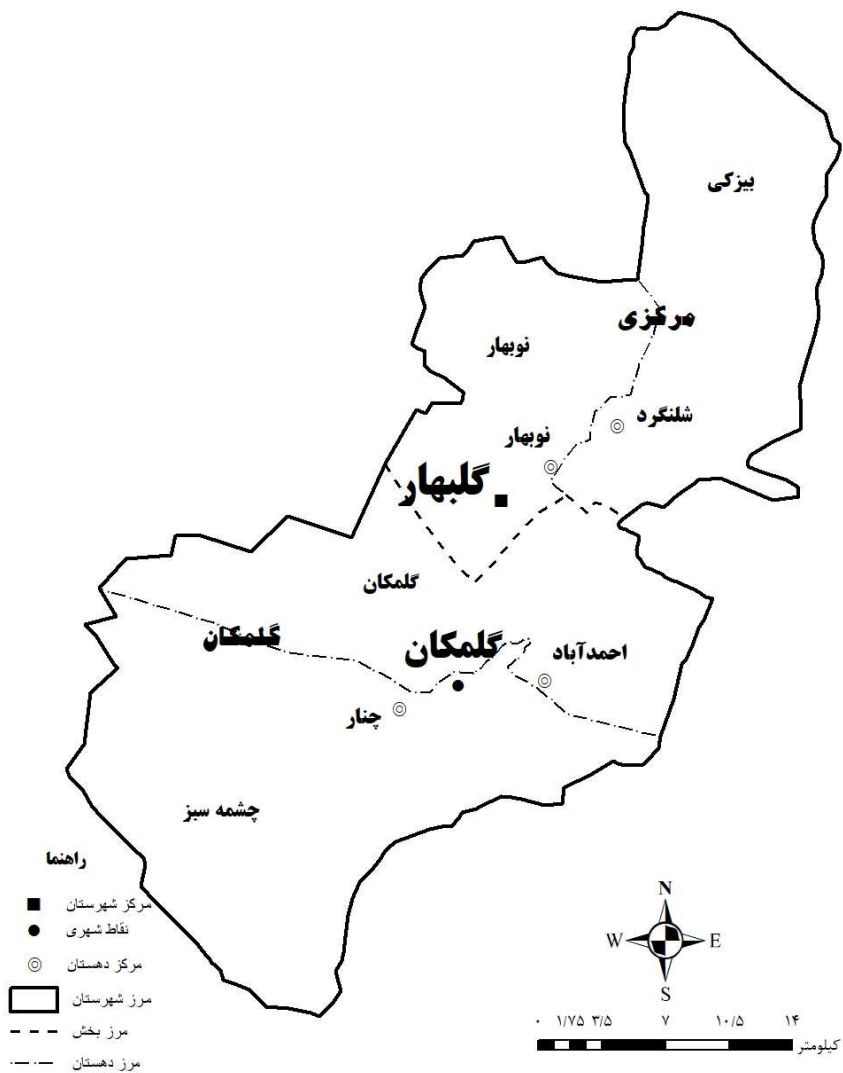 بیزکی
مرکزی
نوبهار
شلنگرد
نوبهار
گلبهار
گلمکان
گلمکان
گلمکان
احمدآباد
چنار
چشمه سبز
راهنما
مرکز شهرستان
نقاط شهری
مرکز دهستان
مرز شهرستان
مرز بخش
مرز دهستان
N
W E
S
۰ ۱/۷۵ ۳/۵ ۷ ۱۰/۵ ۱۴
کیلومتر